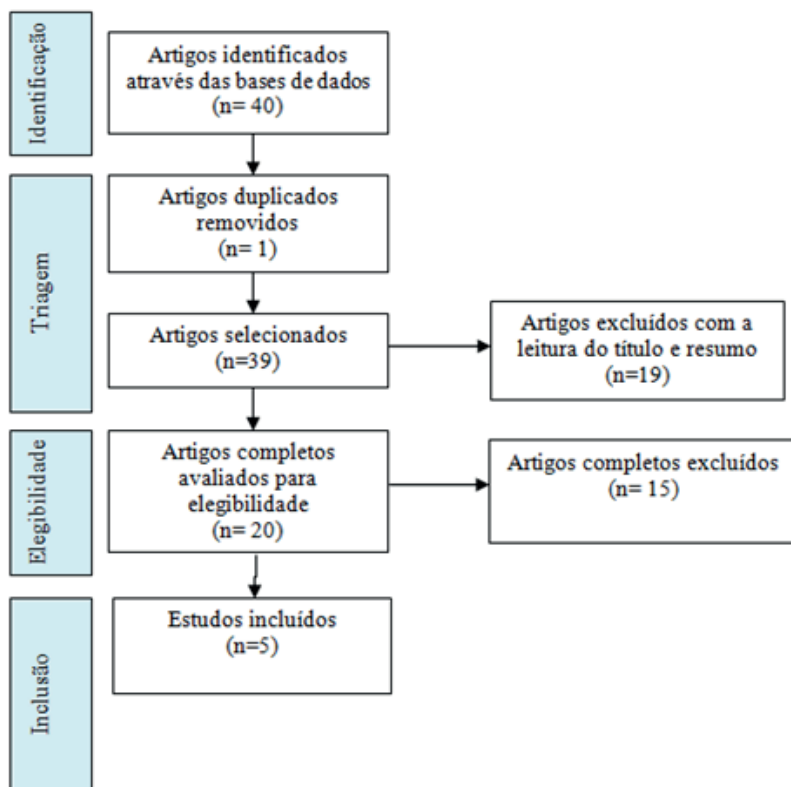 Identificação
Artigos identificados
através das bases de dados
(n= 40)
Triagem
Artigos duplicados
removidos
(n= 1)
Artigos selecionados
(n=39)
Artigos excluídos com a
leitura do título e resumo
(n=19)
Elegibilidade
Artigos completos
avaliados para
elegibilidade
(n= 20)
Artigos completos excluídos
(n= 15)
Inclusão
Estudos incluídos
(n=5)